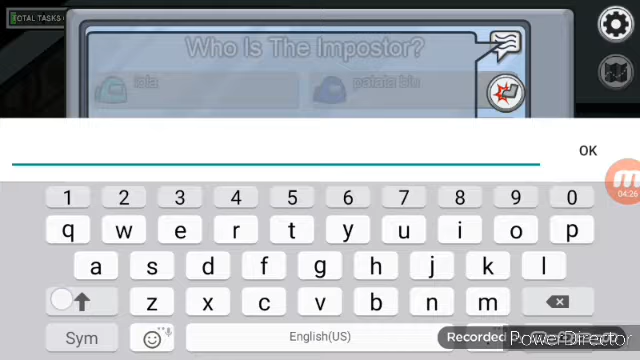 TOTAL TASKS
Who Is The Impostor?
patata blu
OK
04:26
1 2 3 4 5 6 7 8 9 0
q w e r t y u i o p
a s d f g h j k l
z x c v b n m
Sym
English(US)
Recorded
PowerDirector